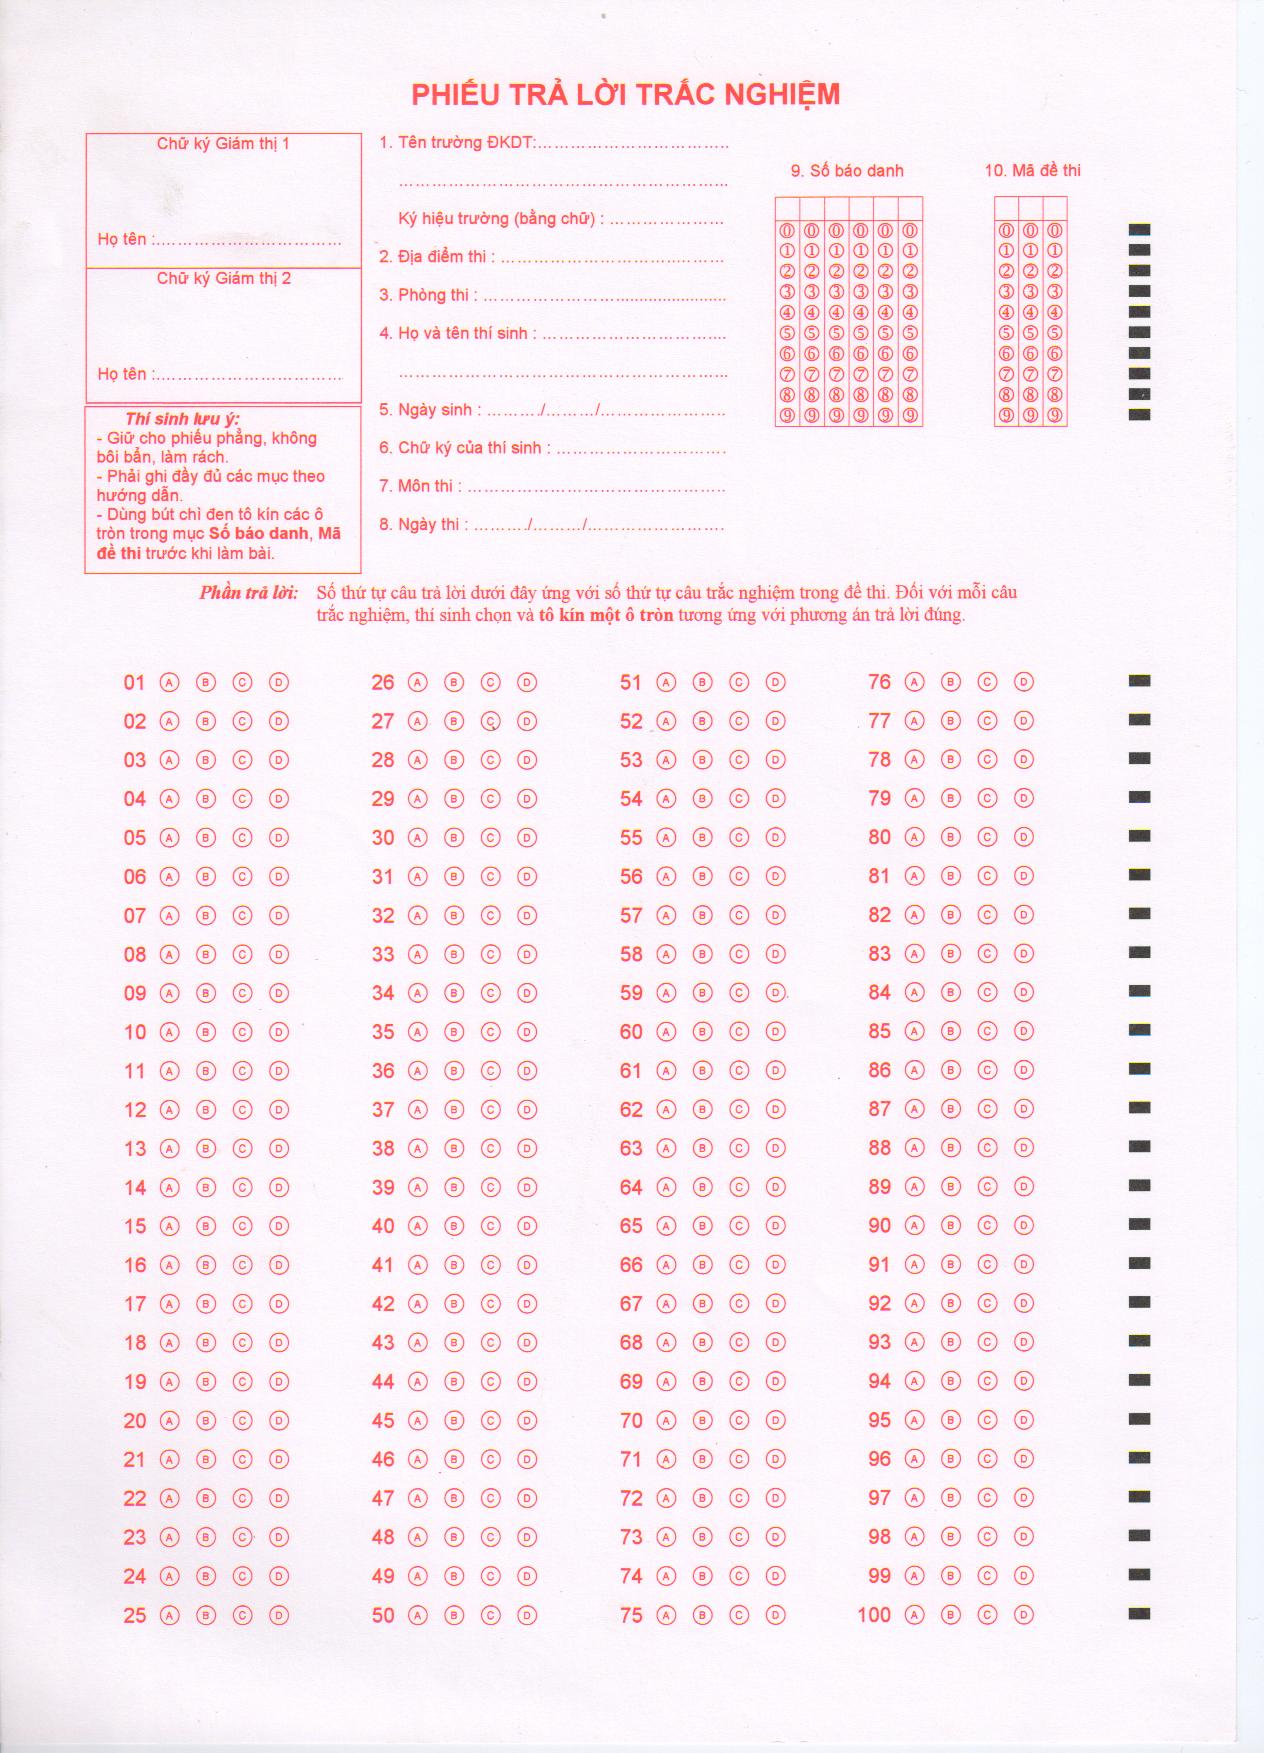 PHIẾU TRẢ LỜI TRẮC NGHIỆM
Chữ ký Giám thị 1
Họ tên :................................
Chữ ký Giám thị 2
Họ tên :................................
Thí sinh lưu ý:
- Giữ cho phiếu phẳng, không
bôi bẩn, làm rách.
- Phải ghi đầy đủ các mục theo
hướng dẫn.
- Dùng bút chì đen tô kín các ô
tròn trong mục Số báo danh, Mã
đề thi trước khi làm bài.
1. Tên trường ĐKDT:.................................
.........................................................
Ký hiệu trường (bằng chữ) : ....................
2. Địa điểm thi : .......................................
3. Phòng thi : ..........................................
4. Họ và tên thí sinh : ................................
.........................................................
5. Ngày sinh : ........../........./......................
6. Chữ ký của thí sinh : .............................
7. Môn thi : .............................................
8. Ngày thi : ........./........./........................
9. Số báo danh
0 0 0 0 0 0
1 1 1 1 1 1
2 2 2 2 2 2
3 3 3 3 3 3
4 4 4 4 4 4
5 5 5 5 5 5
6 6 6 6 6 6
7 7 7 7 7 7
8 8 8 8 8 8
9 9 9 9 9 9
10. Mã đề thi
0 0 0
1 1 1
2 2 2
3 3 3
4 4 4
5 5 5
6 6 6
7 7 7
8 8 8
9 9 9
Phần trả lời: Số thứ tự câu trả lời dưới đây ứng với số thứ tự câu trắc nghiệm trong đề thi. Đối với mỗi câu
trắc nghiệm, thí sinh chọn và tô kín một ô tròn tương ứng với phương án trả lời đúng.
01 A B C D 26 A B C D 51 A B C D 76 A B C D
02 A B C D 27 A B C D 52 A B C D 77 A B C D
03 A B C D 28 A B C D 53 A B C D 78 A B C D
04 A B C D 29 A B C D 54 A B C D 79 A B C D
05 A B C D 30 A B C D 55 A B C D 80 A B C D
06 A B C D 31 A B C D 56 A B C D 81 A B C D
07 A B C D 32 A B C D 57 A B C D 82 A B C D
08 A B C D 33 A B C D 58 A B C D 83 A B C D
09 A B C D 34 A B C D 59 A B C D 84 A B C D
10 A B C D 35 A B C D 60 A B C D 85 A B C D
11 A B C D 36 A B C D 61 A B C D 86 A B C D
12 A B C D 37 A B C D 62 A B C D 87 A B C D
13 A B C D 38 A B C D 63 A B C D 88 A B C D
14 A B C D 39 A B C D 64 A B C D 89 A B C D
15 A B C D 40 A B C D 65 A B C D 90 A B C D
16 A B C D 41 A B C D 66 A B C D 91 A B C D
17 A B C D 42 A B C D 67 A B C D 92 A B C D
18 A B C D 43 A B C D 68 A B C D 93 A B C D
19 A B C D 44 A B C D 69 A B C D 94 A B C D
20 A B C D 45 A B C D 70 A B C D 95 A B C D
21 A B C D 46 A B C D 71 A B C D 96 A B C D
22 A B C D 47 A B C D 72 A B C D 97 A B C D
23 A B C D 48 A B C D 73 A B C D 98 A B C D
24 A B C D 49 A B C D 74 A B C D 99 A B C D
25 A B C D 50 A B C D 75 A B C D 100 A B C D